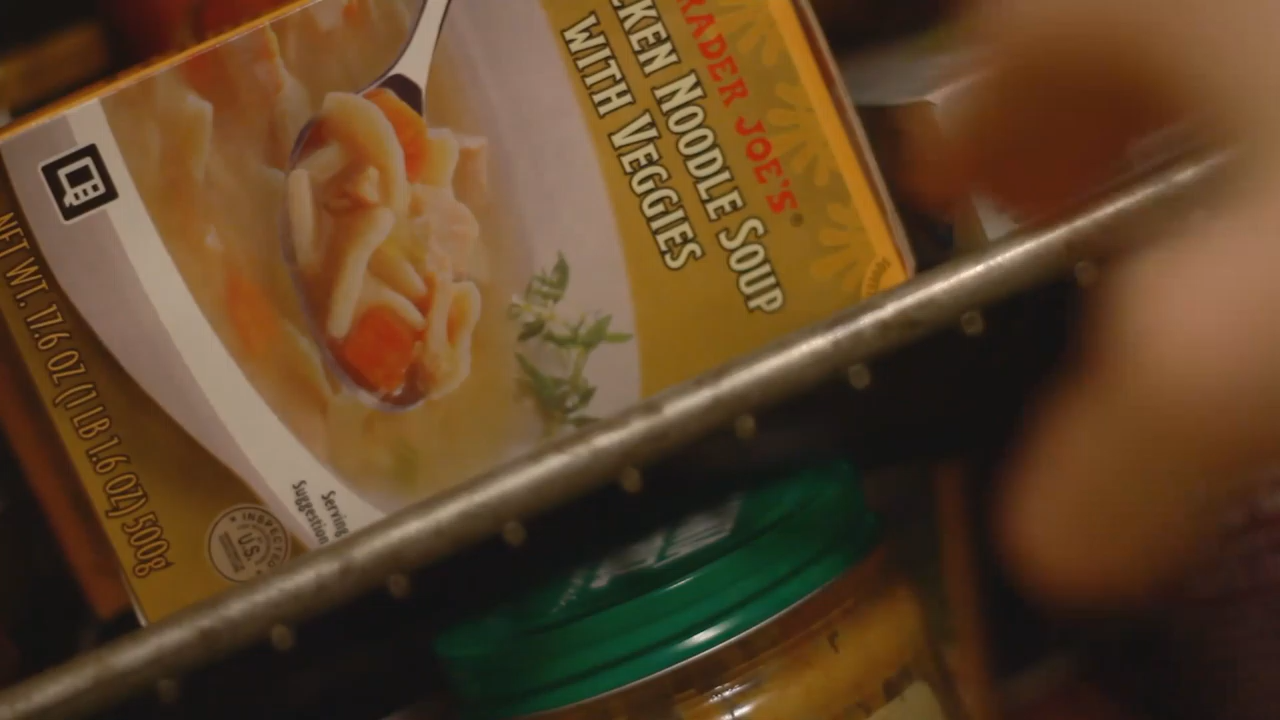 RADER JOE'S®
CKEN NOODLE SOUP
WITH VEGGIES
Serving
Suggestion
INSPECTED
U.S.
NET WT. 17.6 OZ (1 LB 1.6 OZ) 500g